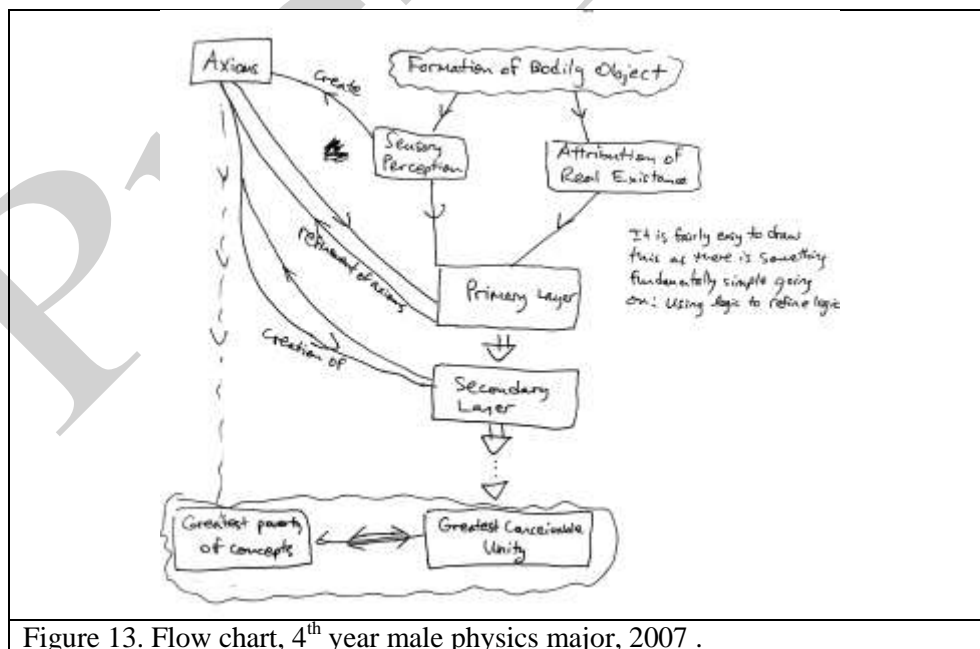 Axioms
create
Formation of Bodily Object
Sensory
Perception
Attribution of
Real Existance
It is fairly easy to draw
this as there is something
fundamentally simple going
on: Using logic to refine logic
refinement of axioms
Primary Layer
creation of
Secondary
Layer
Greatest poverty
of concepts
Greatest Conceivable
Unity
Figure 13. Flow chart, 4th year male physics major, 2007 .